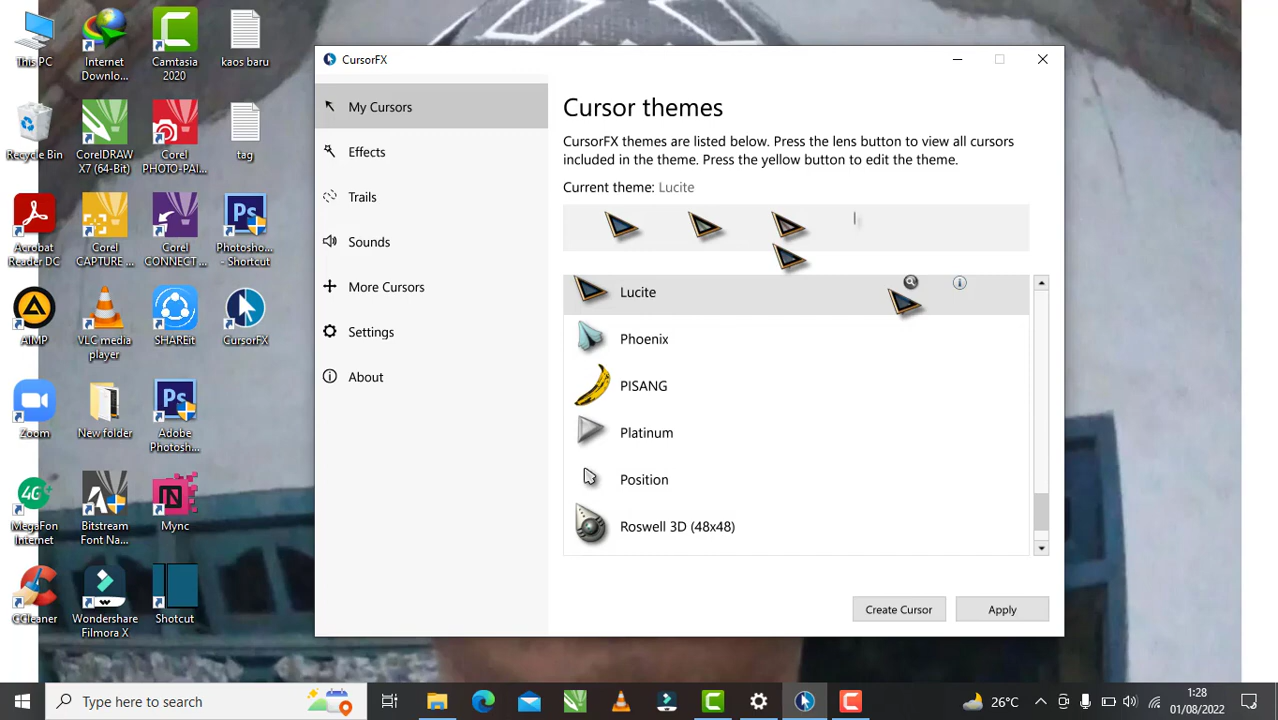 This PC
Internet
Downlo...
Camtasia
2020
kaos baru
Recycle Bin
CorelDRAW
X7 (64-Bit)
Corel
PHOTO-PAI...
tag
Acrobat
Reader DC
Corel
CAPTURE ...
Corel
CONNECT ...
Photosho...
- Shortcut
AIMP
VLC media
player
SHAREit
CursorFX
Zoom
New folder
Adobe
Photosh...
MegaFon
Internet
Bitstream
Font Na...
Mync
CCleaner
Wondershare
Filmora X
Shotcut
CursorFX
My Cursors
Effects
Trails
Sounds
More Cursors
Settings
About
Cursor themes
CursorFX themes are listed below. Press the lens button to view all cursors
included in the theme. Press the yellow button to edit the theme.
Current theme: Lucite
Lucite
Phoenix
PISANG
Platinum
Position
Roswell 3D (48x48)
Create Cursor
Apply
Type here to search
26°C
1:28
01/08/2022